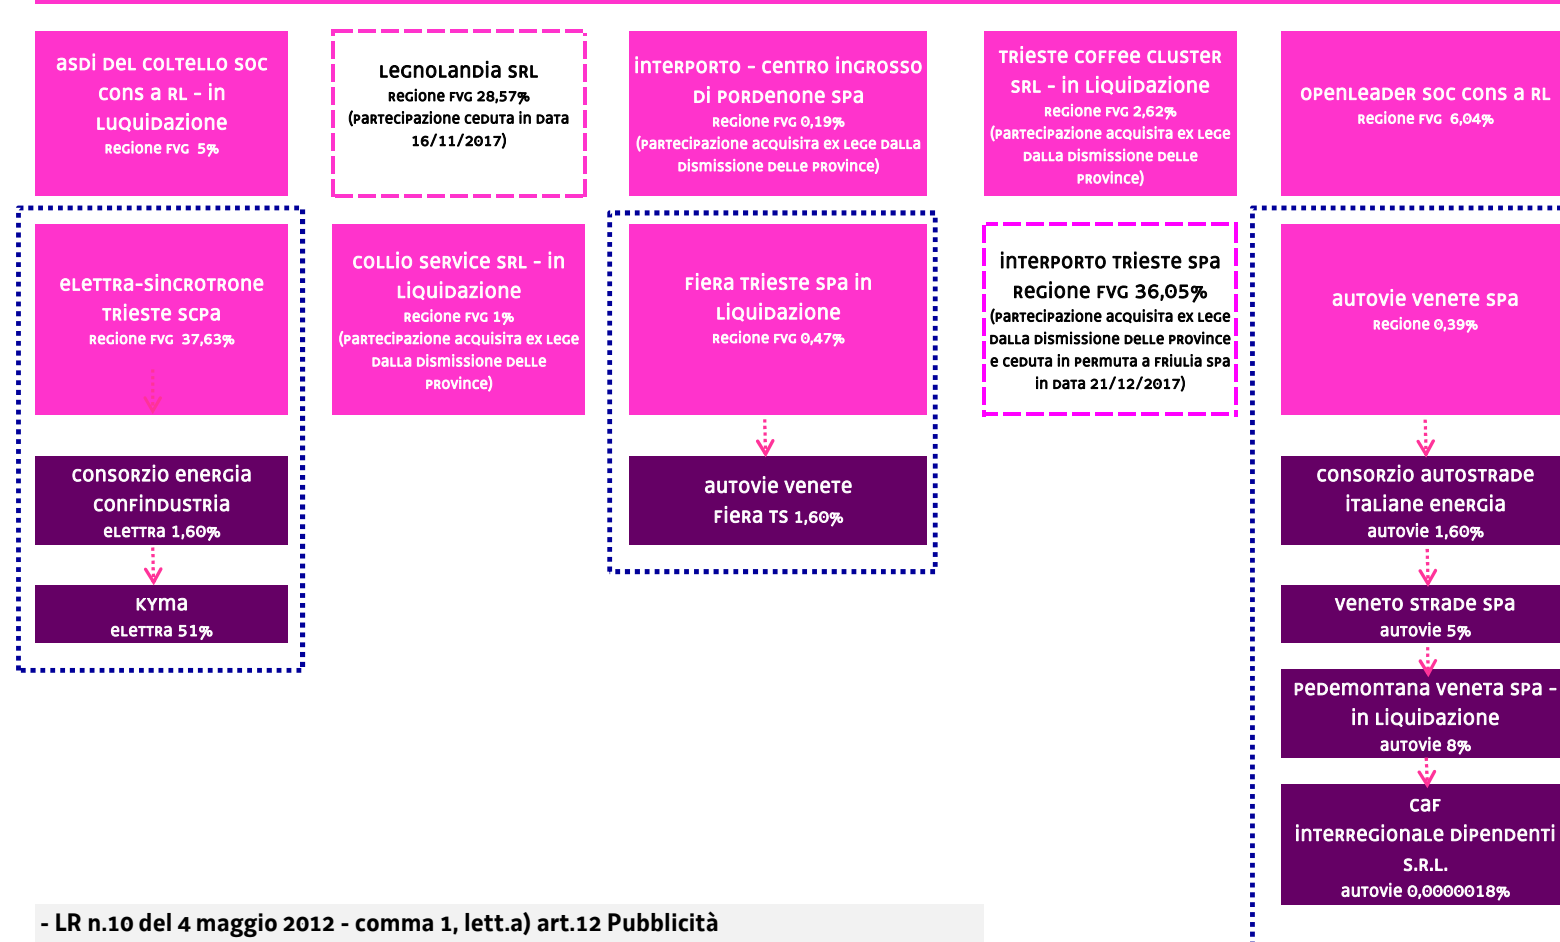 asdi del coltello soc
cons a rl - in
luquidazione
regione fvg 5%
legnolandia srl
regione fvg 28,57%
(partecipazione ceduta in data
16/11/2017)
interporto - centro ingrosso
di pordenone spa
regione fvg 0,19%
(partecipazione acquisita ex lege dalla
dismissione delle province)
trieste coffee cluster
srl - in liquidazione
regione fvg 2,62%
(partecipazione acquisita ex lege
dalla dismissione delle
province)
openleader soc cons a rl
regione fvg 6,04%
elettra-sincrotrone
trieste scpa
regione fvg 37,63%
collio service srl - in
liquidazione
regione fvg 1%
(partecipazione acquisita ex lege
dalla dismissione delle
province)
fiera trieste spa in
liquidazione
regione fvg 0,47%
interporto trieste spa
regione fvg 36,05%
(partecipazione acquisita ex lege
dalla dismissione delle province
e ceduta in permuta a friulia spa
in data 21/12/2017)
autovie venete spa
regione 0,39%
consorzio energia
confindustria
elettra 1,60%
autovie venete
fiera ts 1,60%
consorzio autostrade
italiane energia
autovie 1,60%
kyma
elettra 51%
veneto strade spa
autovie 5%
pedemontana veneta spa -
in liquidazione
autovie 8%
caf
interregionale dipendenti
s.r.l.
autovie 0,0000018%
- LR n.10 del 4 maggio 2012 - comma 1, lett.a) art.12 Pubblicità